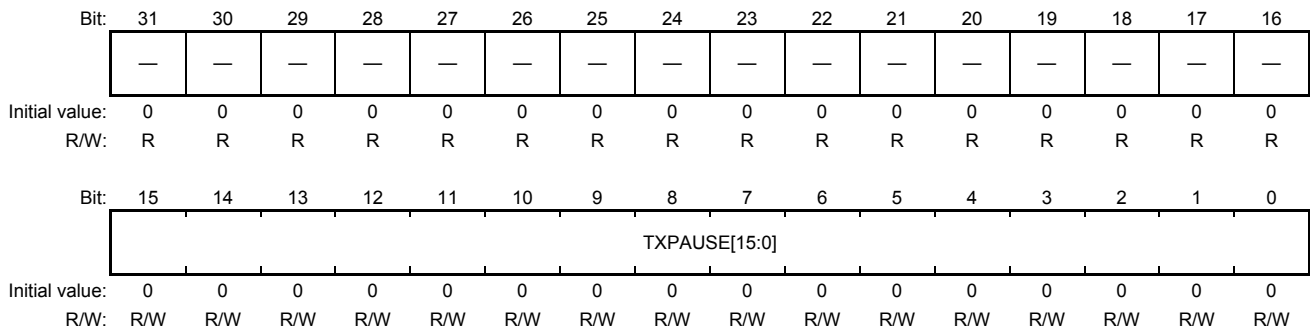 Bit: 31 30 29 28 27 26 25 24 23 22 21 20 19 18 17 16
— — — — — — — — — — — — — — — —
Initial value: 0 0 0 0 0 0 0 0 0 0 0 0 0 0 0 0
R/W: R R R R R R R R R R R R R R R R
Bit: 15 14 13 12 11 10 9 8 7 6 5 4 3 2 1 0
TXPAUSE[15:0]
Initial value: 0 0 0 0 0 0 0 0 0 0 0 0 0 0 0 0
R/W: R/W R/W R/W R/W R/W R/W R/W R/W R/W R/W R/W R/W R/W R/W R/W R/W